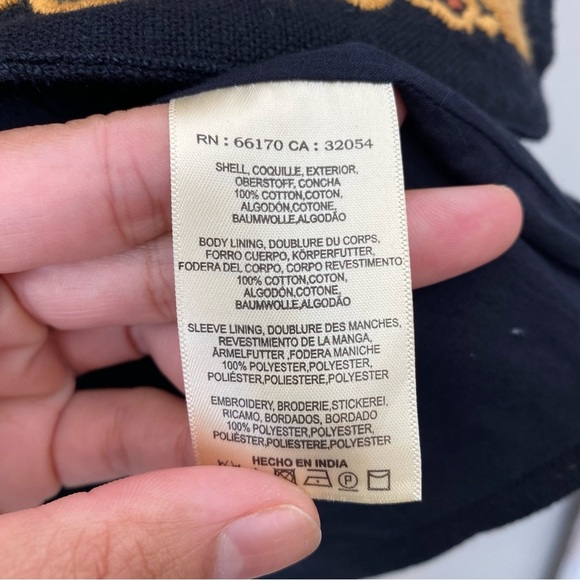 RN : 66170 CA : 32054
SHELL, COQUILLE, EXTERIOR,
OBERSTOFF, CONCHA
100% COTTON,COTON,
ALGODÓN,COTONE,
BAUMWOLLE,ALGODÃO
BODY LINING, DOUBLURE DU CORPS,
FORRO CUERPO, KÖRPERFUTTER,
FODERA DEL CORPO, CORPO REVESTIMENTO
100% COTTON,COTON,
ALGODÓN,COTONE,
BAUMWOLLE,ALGODÃO
SLEEVE LINING, DOUBLURE DES MANCHES,
REVESTIMENTO DE LA MANGA,
ÄRMELFUTTER ,FODERA MANICHE
100% POLYESTER,POLYESTER,
POLIÉSTER,POLIESTERE,POLYESTER
EMBROIDERY, BRODERIE,STICKEREI,
RICAMO, BORDADOS, BORDADO
100% POLYESTER,POLYESTER,
POLIÉSTER,POLIESTERE,POLYESTER
HECHO EN INDIA
P